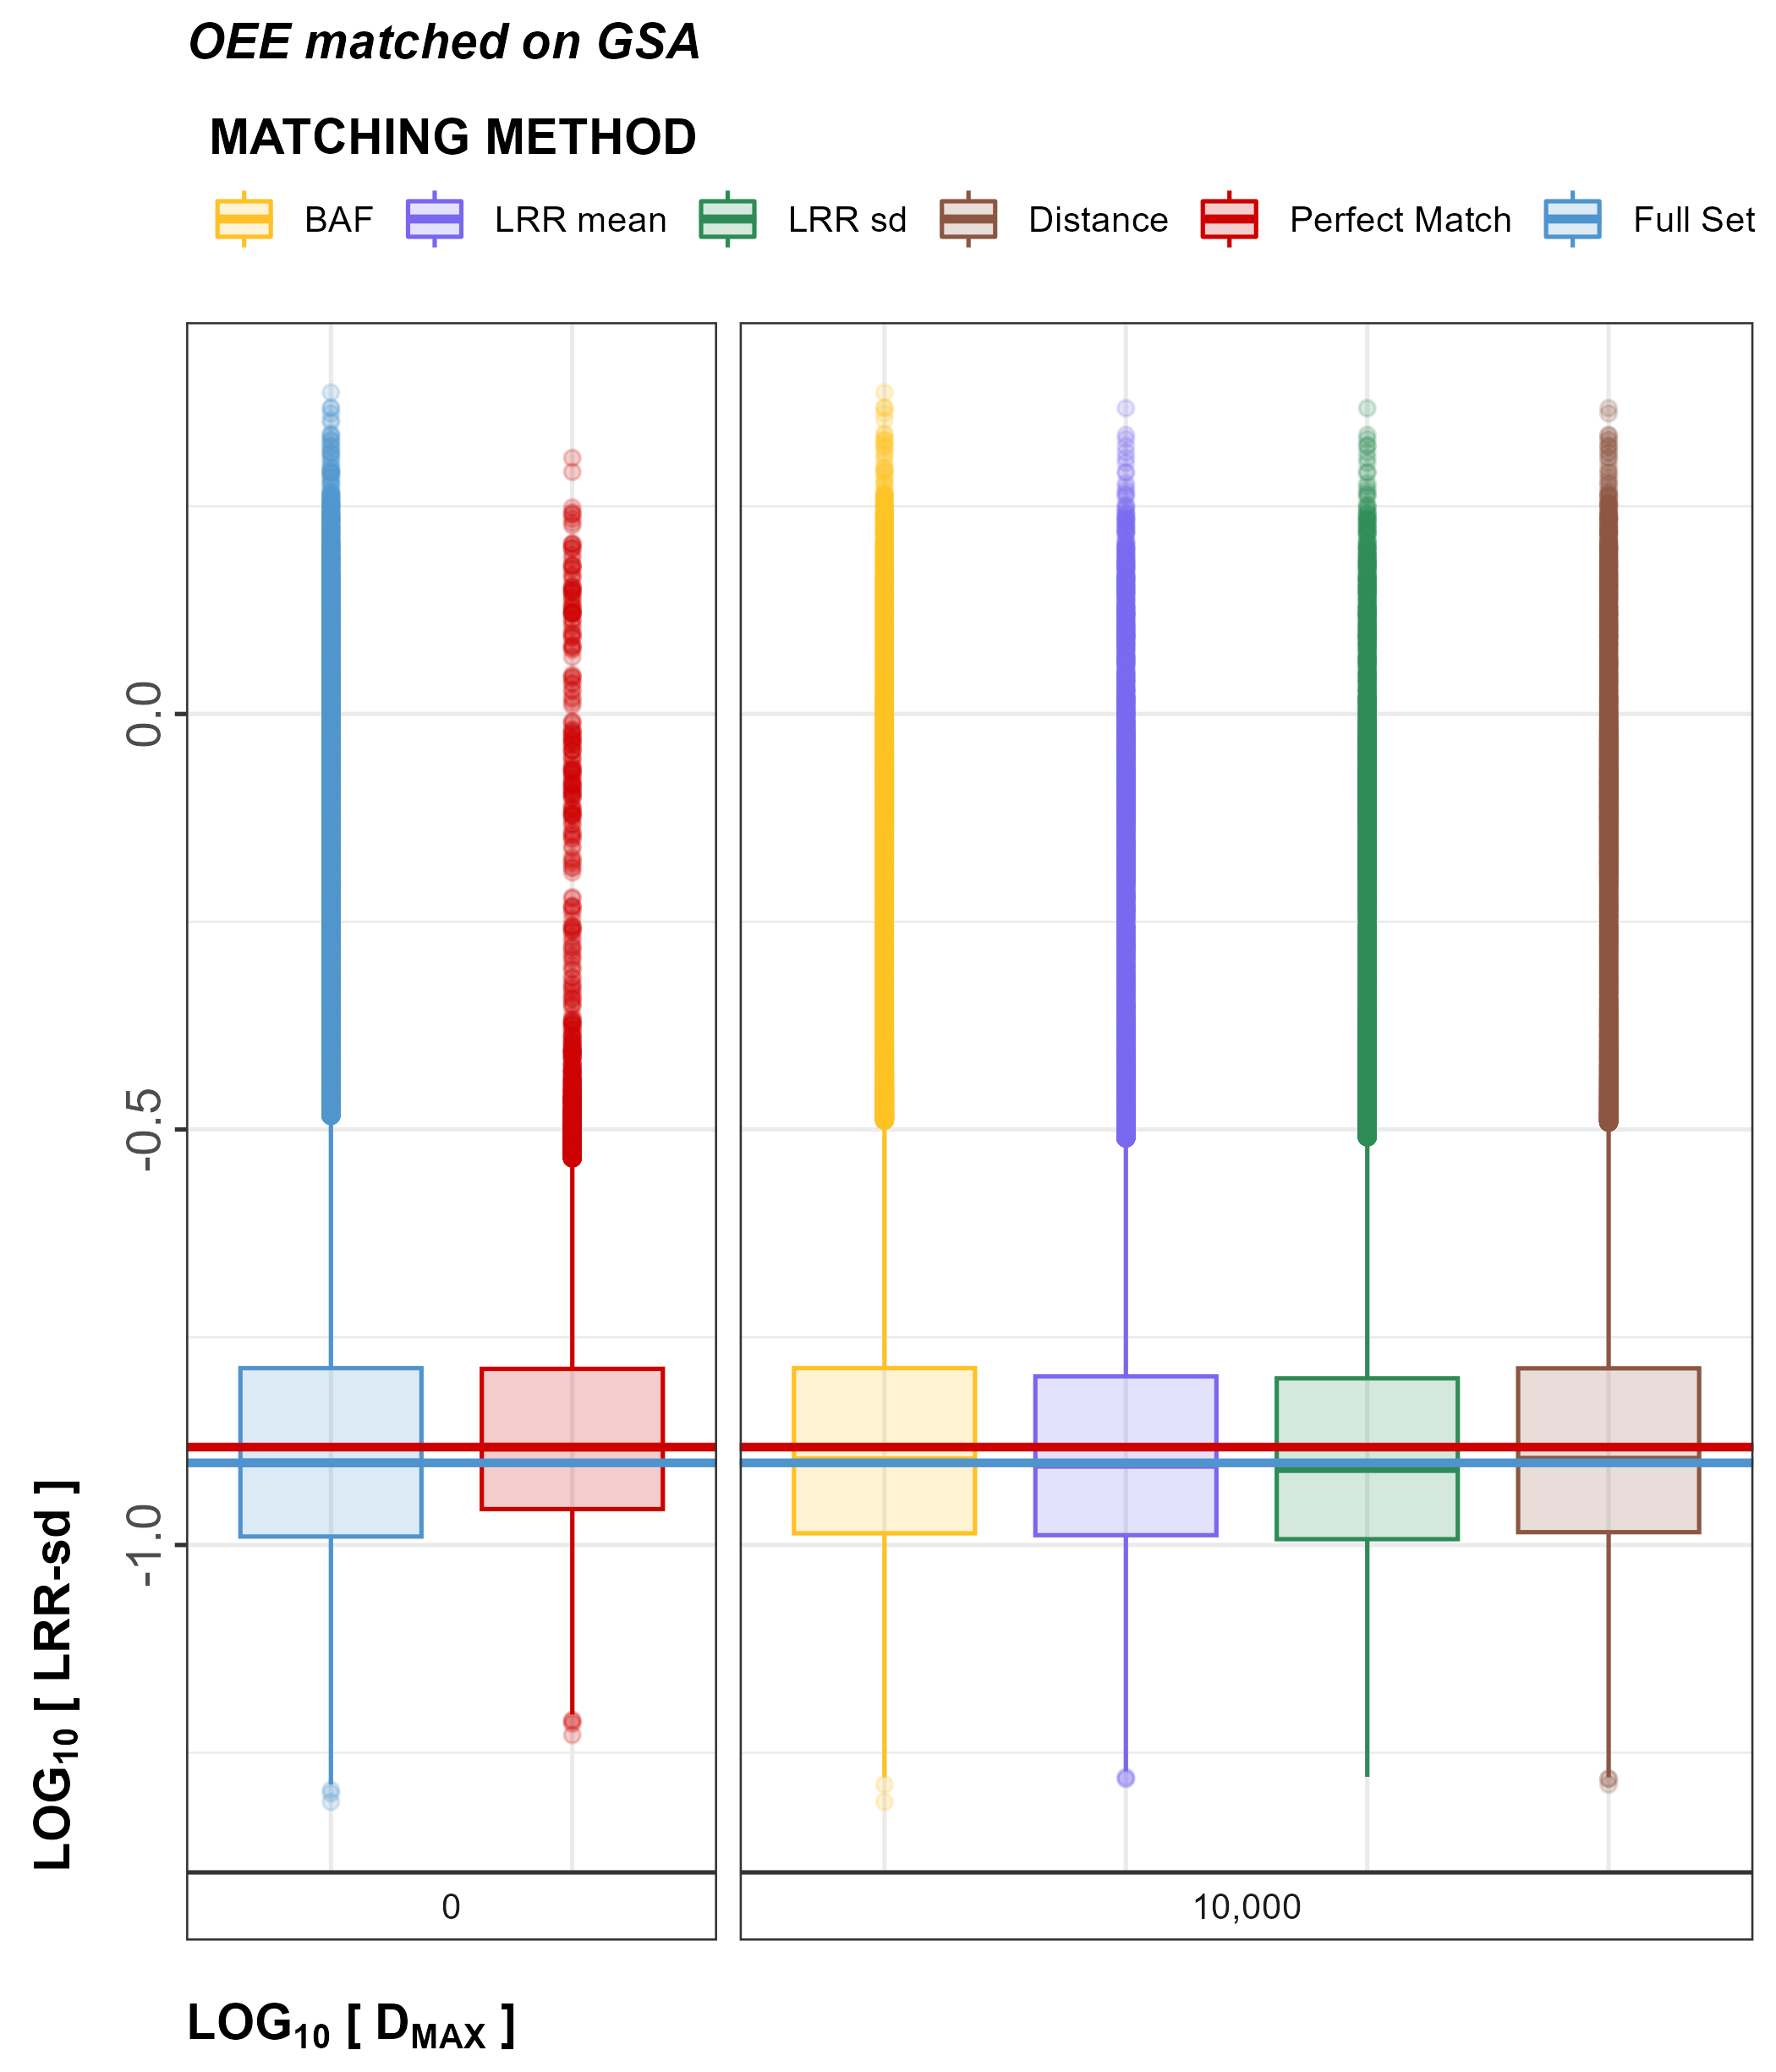 OEE matched on GSA
MATCHING METHOD
BAF LRR mean LRR sd Distance Perfect Match Full Set
0.0
-0.5
-1.0
LOG10 [ LRR-sd ]
0 10,000
LOG10 [ DMAX ]